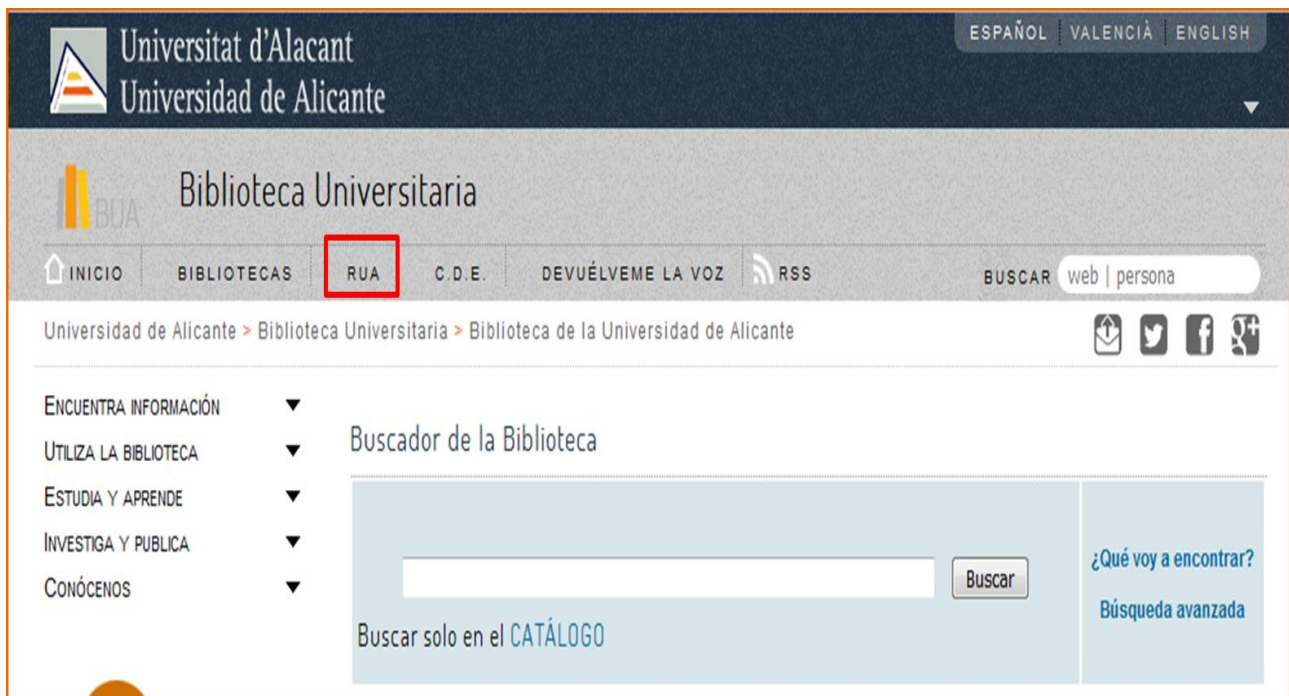 Universitat d'Alacant
Universidad de Alicante
ESPAÑOL VALENCIÀ ENGLISH
BUA
Biblioteca Universitaria
INICIO BIBLIOTECAS RUA C.D.E. DEVUÉLVEME LA VOZ RSS BUSCAR web | persona
Universidad de Alicante > Biblioteca Universitaria > Biblioteca de la Universidad de Alicante
ENCUENTRA INFORMACIÓN
UTILIZA LA BIBLIOTECA
ESTUDIA Y APRENDE
INVESTIGA Y PUBLICA
CONÓCENOS
Buscador de la Biblioteca
Buscar
Buscar solo en el CATÁLOGO
¿Qué voy a encontrar?
Búsqueda avanzada